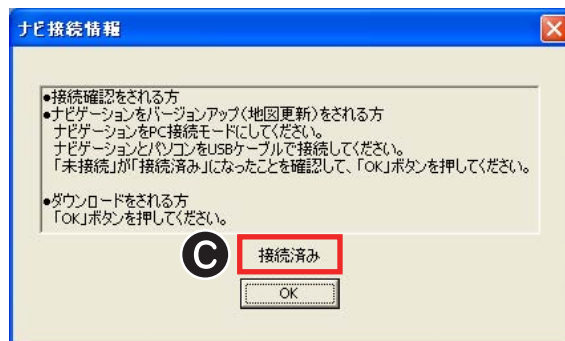 ナビ接続情報
●接続確認をされる方
●ナビゲーションをバージョンアップ(地図更新)をされる方
ナビゲーションをPC接続モードにしてください。
ナビゲーションとパソコンをUSBケーブルで接続してください。
「未接続」が「接続済み」になったことを確認して、「OK」ボタンを押してください。
●ダウンロードをされる方
「OK」ボタンを押してください。
C 接続済み
OK